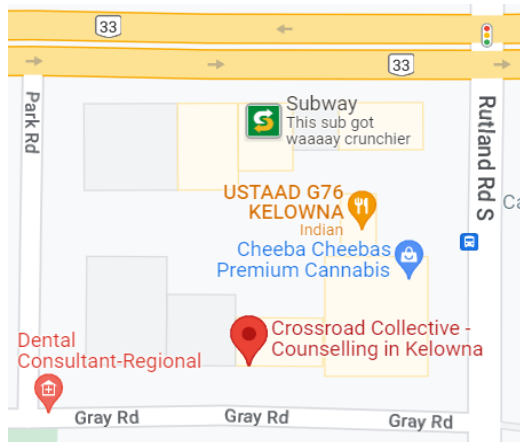 33
33
Park Rd
Subway
This sub got
waaaay crunchier
Rutland Rd S
USTAAD G76
KELOWNA
Indian
Ca
Cheeba Cheebas
Premium Cannabis
Crossroad Collective -
Counselling in Kelowna
Dental
Consultant-Regional
Gray Rd
Gray Rd
Gray Rd